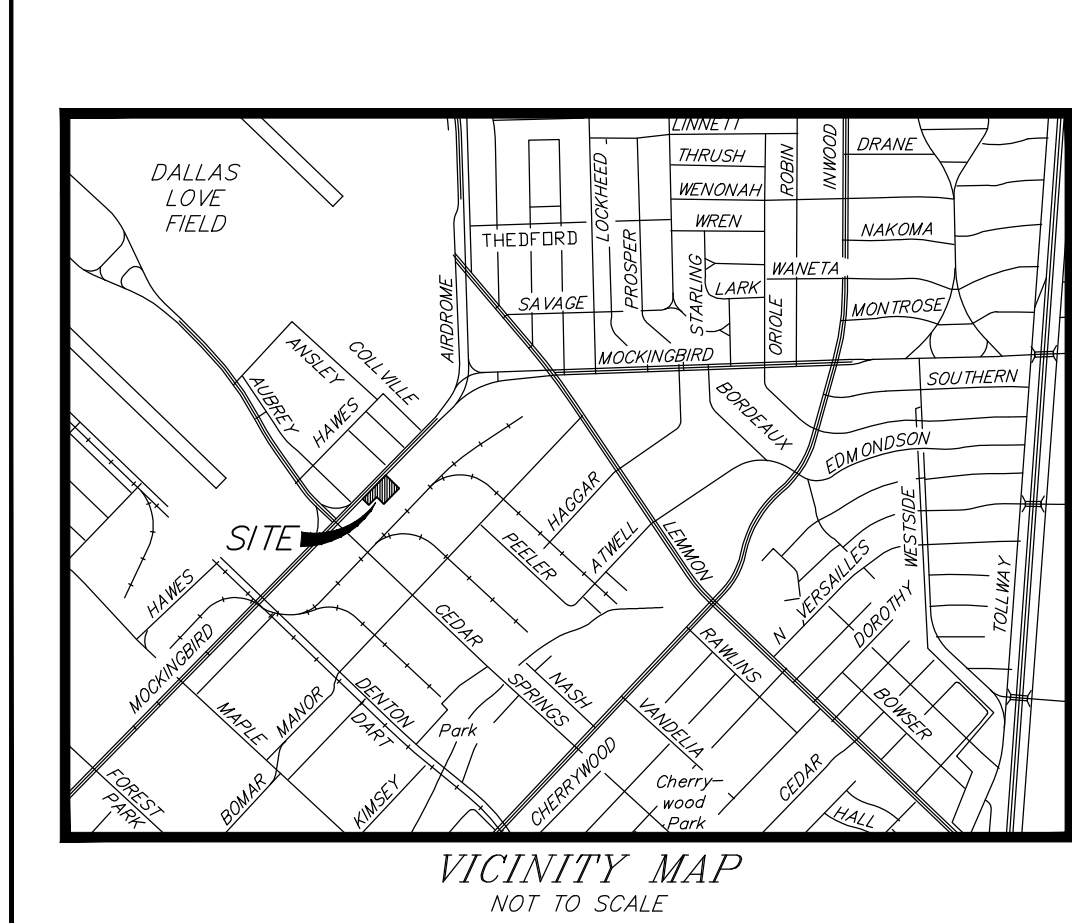 LINNETT
DALLAS
LOVE
FIELD
THRUSH
WENONAH
WREN
ROBIN
INWOOD
DRANE
LOCKHEED
PROSPER
STARLING
THEDFORD
NAKOMA
WANETA
LARK
ORIOLE
SAVAGE
MONTROSE
AIRDROME
MOCKINGBIRD
ANSLEY
COLLVILLE
AUBREY
HAWES
BORDEAUX
SOUTHERN
EDMONDSON
SITE
HAGGAR
PEELER
ATWELL
LEMMON
WESTSIDE
N VERSAILLES
DOROTHY
TOLLWAY
HAWES
MOCKINGBIRD
CEDAR
SPRINGS
NASH
RAWLINS
MAPLE
MANOR
DENTON
DART
Park
VANDELIA
BOWSER
FOREST
PARK
BOMAR
KIMSEY
CHERRYWOOD
Cherry-
wood
Park
CEDAR
HALL
VICINITY MAP
NOT TO SCALE